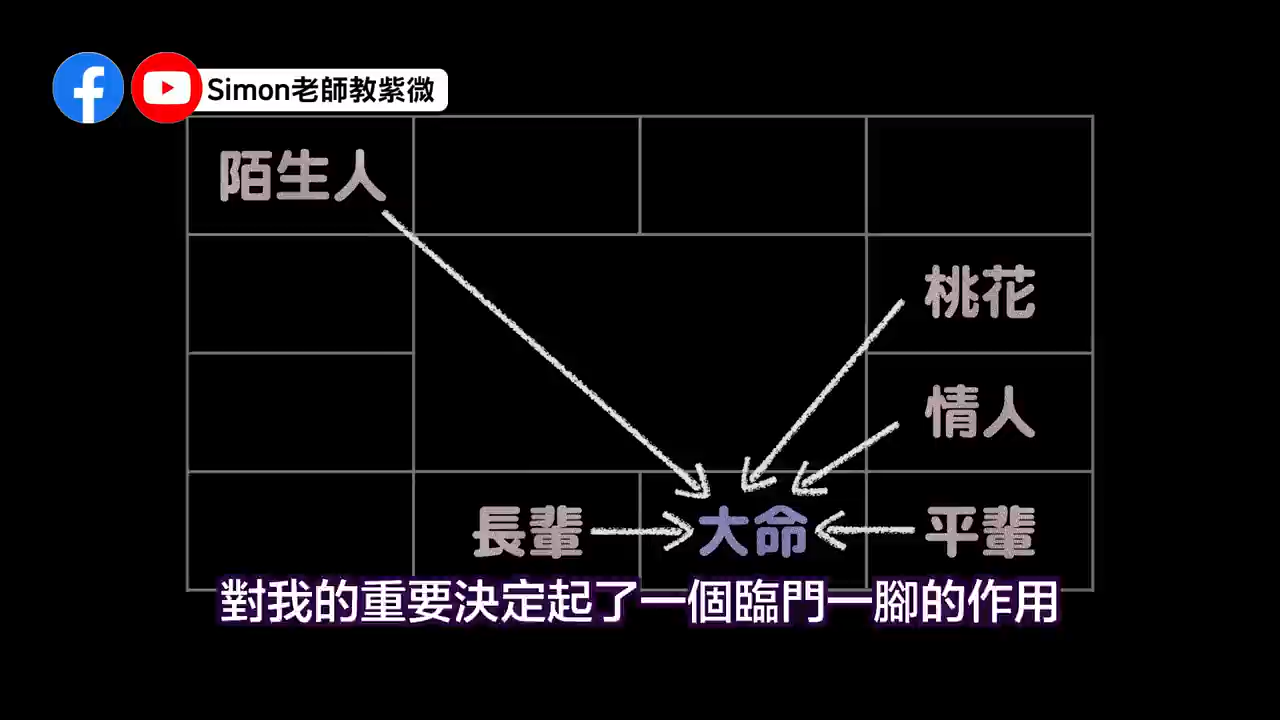 Simon老師教紫微
陌生人
桃花
情人
長輩
大命
平輩
對我的重要決定起了一個臨門一腳的作用